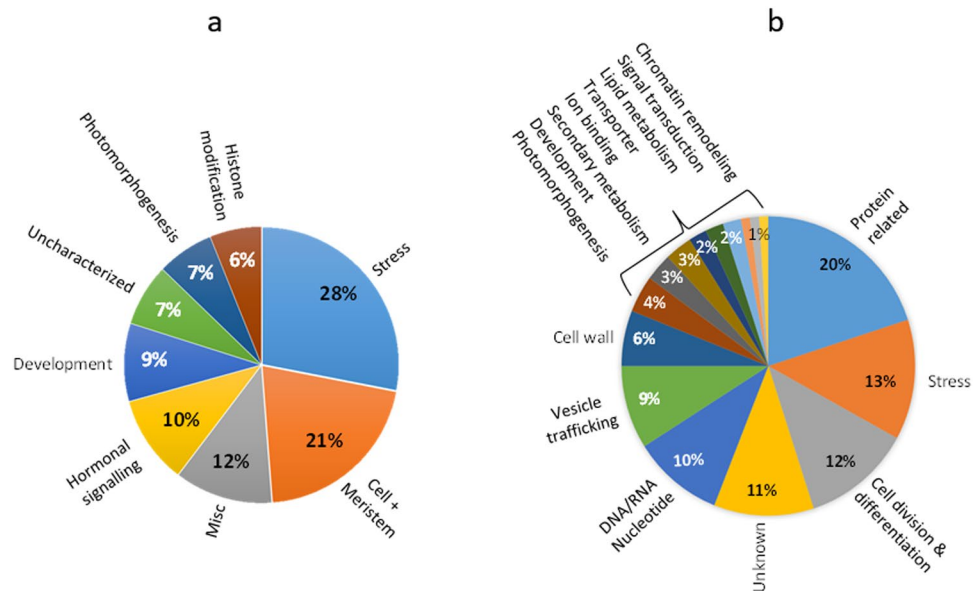 a
Photomorphogenesis
Histone
modification
Uncharacterized
Stress
Development
Hormonal
signalling
Misc
Cell +
Meristem
28%
21%
12%
10%
9%
7%
7%
6%
b
Chromatin remodeling
Signal transduction
Lipid metabolism
Transporter
Ion binding
Secondary metabolism
Development
Photomorphogenesis
Protein
related
Cell wall
Stress
Vesicle
trafficking
DNA/RNA
Nucleotide
Unknown
Cell division &
differentiation
20%
13%
12%
11%
10%
9%
6%
4%
3%
3%
2%
2%
1%